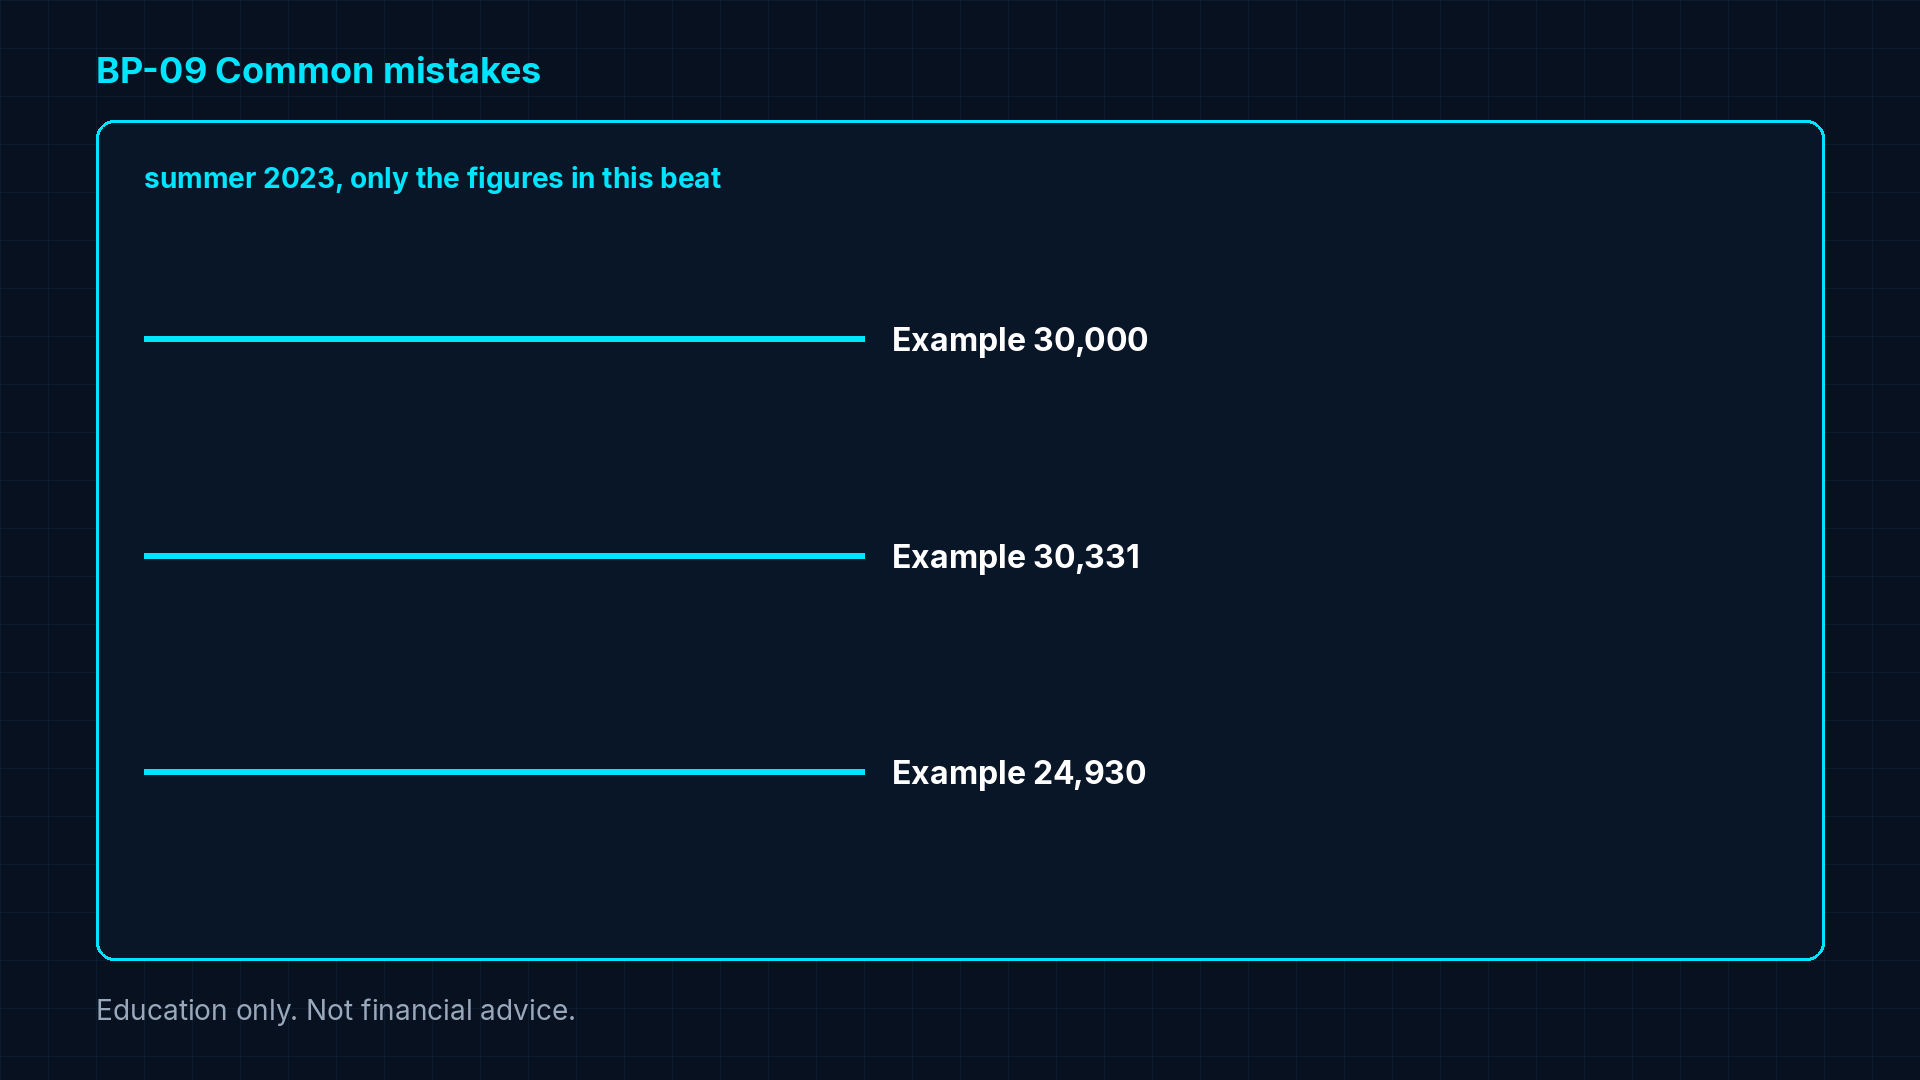 BP-09 Common mistakes
summer 2023, only the figures in this beat
Example 30,000
Example 30,331
Example 24,930
Education only. Not financial advice.